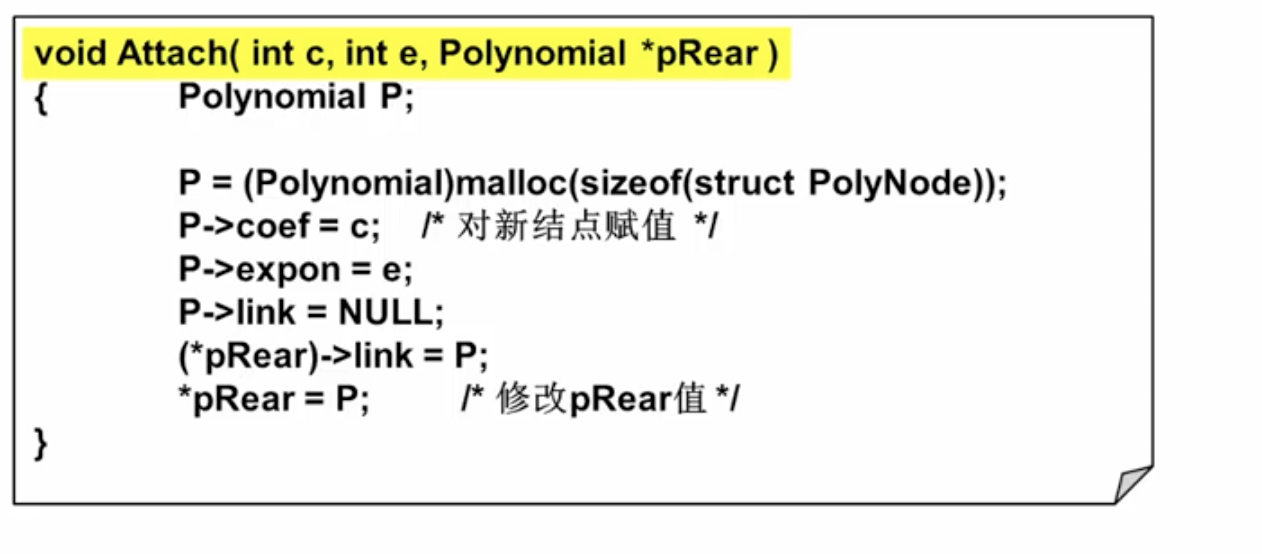 void Attach( int c, int e, Polynomial *pRear )
{ Polynomial P;
P = (Polynomial)malloc(sizeof(struct PolyNode));
P->coef = c; /* 对新结点赋值 */
P->expon = e;
P->link = NULL;
(*pRear)->link = P;
*pRear = P; /* 修改pRear值 */
}